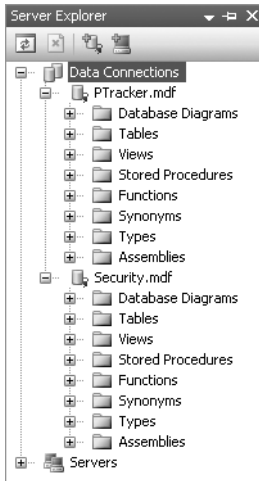 Server Explorer
Data Connections
PTracker.mdf
Database Diagrams
Tables
Views
Stored Procedures
Functions
Synonyms
Types
Assemblies
Security.mdf
Database Diagrams
Tables
Views
Stored Procedures
Functions
Synonyms
Types
Assemblies
Servers